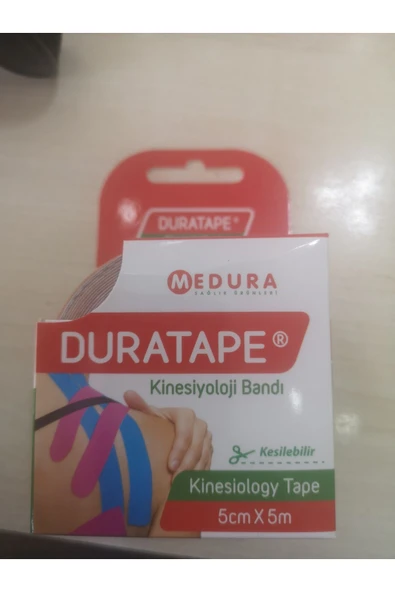 DURATAPE®
MEDURA
SAĞLIK ÜRÜNLERİ
DURATAPE®
Kinesiyoloji Bandı
Kesilebilir
Kinesiology Tape
5cm X 5m